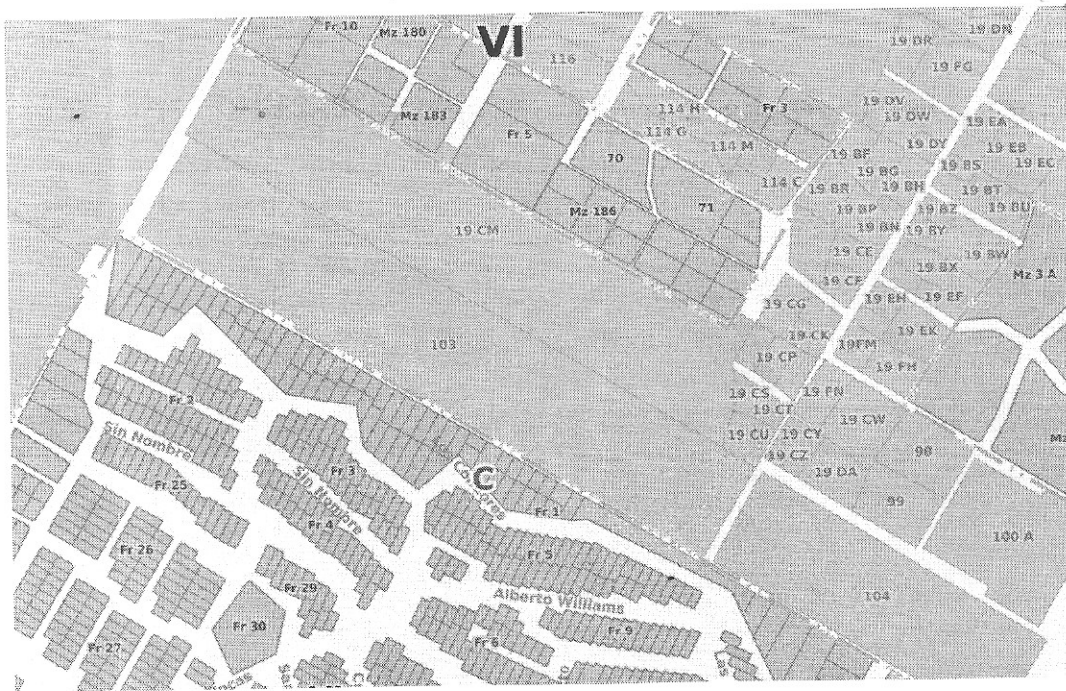 Fr 10
Mz 180
VI
116
19 DR
19 DN
19 FG
Mz 183
Fr 5
114 H
114 G
114 M
Fr 3
19 DV
19 DW
19 EA
19 DY
19 EB
19 EC
70
19 BF
19 BG
19 BS
114 C
19 BR
19 BH
19 BT
Mz 186
71
19 BP
19 BZ
19 BU
19 CM
19 BN
19 BY
19 CE
19 BW
19 BX
Mz 3 A
19 CF
19 CG
19 EH
19 EF
103
19 CK
19FM
19 EK
19 CP
19 FH
Fr 2
19 CS
19 FN
19 CT
19 CW
Sin Nombre
19 CU
19 CY
98
19 CZ
Fr 3
19 DA
C
Fr 25
Sin Nombre
Fr 1
99
Fr 4
100 A
Fr 26
Fr 5
Fr 29
Alberto Williams
104
Fr 30
Fr 9
Fr 27
Fr 6
Las